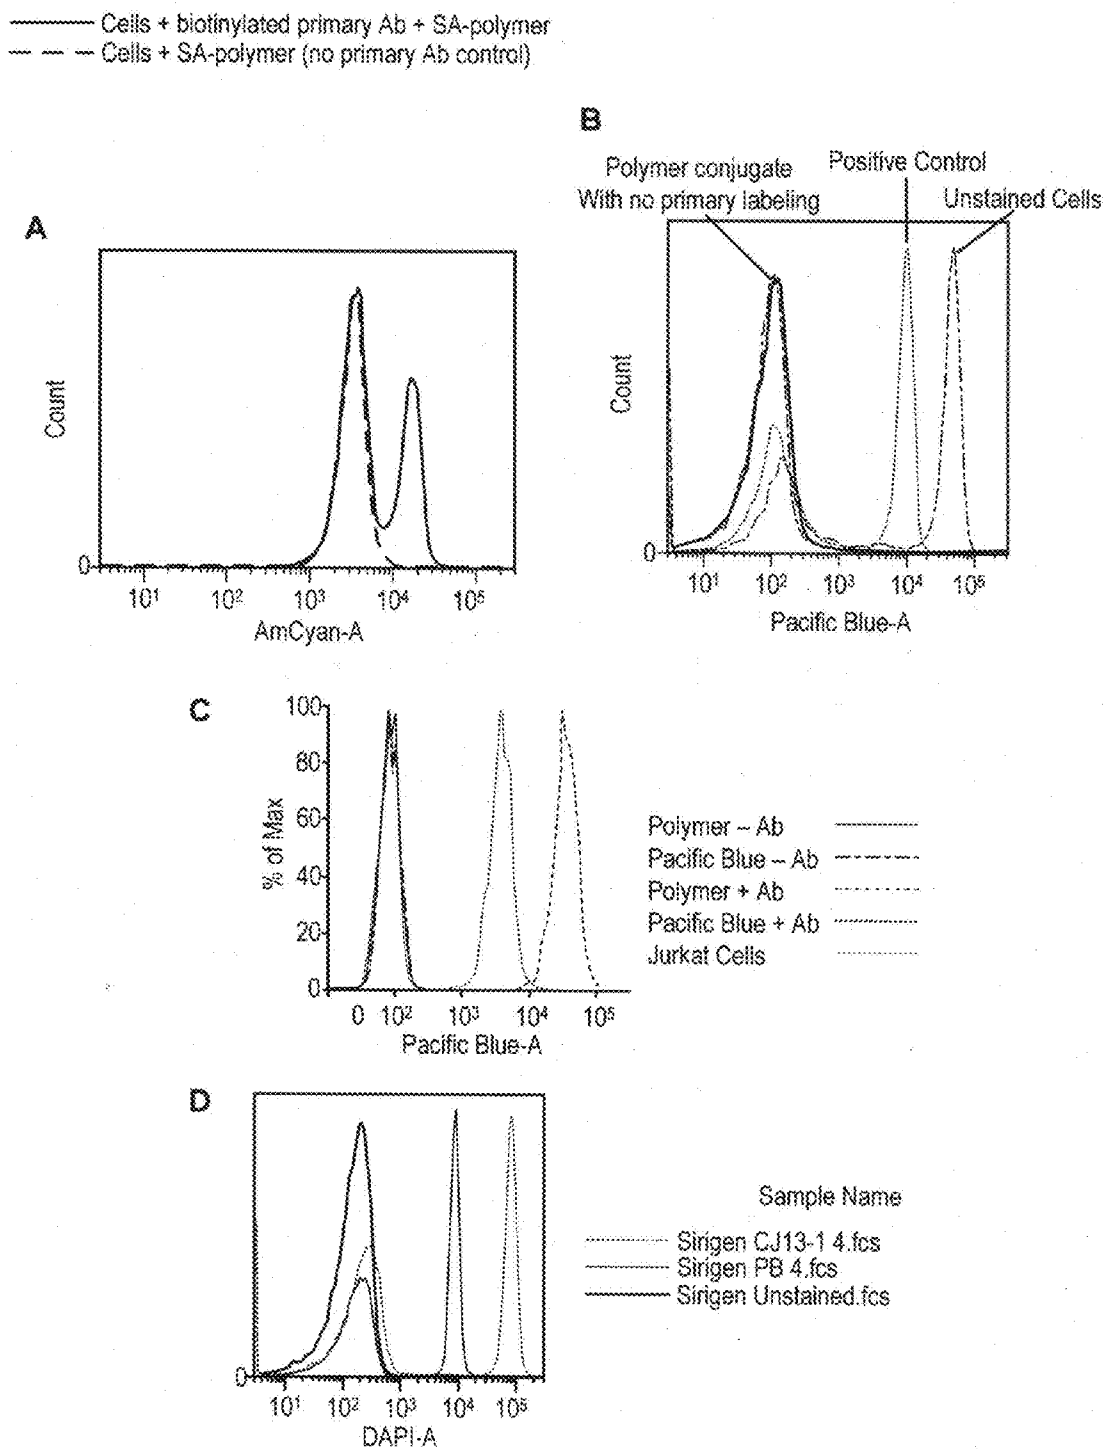 Cells + biotinylated primary Ab + SA-polymer
Cells + SA-polymer (no primary Ab control)
A
Count
0
10¹ 10² 10³ 10⁴ 10⁵
AmCyan-A
B
Polymer conjugate
With no primary labeling
Positive Control
Unstained Cells
Count
0
10¹ 10² 10³ 10⁴ 10⁵
Pacific Blue-A
C
% of Max
100
80
60
40
20
0
0 10² 10³ 10⁴ 10⁵
Pacific Blue-A
Polymer – Ab
Pacific Blue – Ab
Polymer + Ab
Pacific Blue + Ab
Jurkat Cells
D
0
10¹ 10² 10³ 10⁴ 10⁵
DAPI-A
Sample Name
Sirigen CJ13-1 4.fcs
Sirigen PB 4.fcs
Sirigen Unstained.fcs